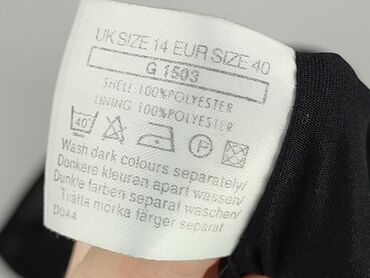 UK SIZE 14 EUR SIZE 40
G 1503
SHELL 100%POLYESTER
LINING 100%POLYESTER
40°
P
Wash dark colours separately/
Donkere kleuran apart wassen/
Dunkle farben separat waschen/
Tvätta morka färger separat
D044